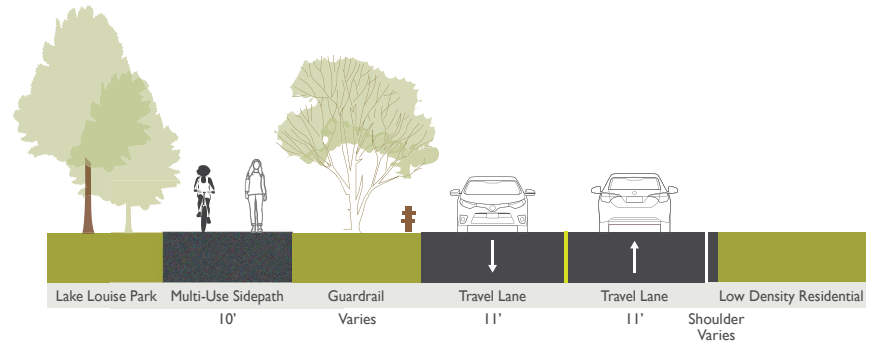 Lake Louise Park Multi-Use Sidepath Guardrail Travel Lane Travel Lane Low Density Residential
10' Varies 11' 11' Shoulder
Varies